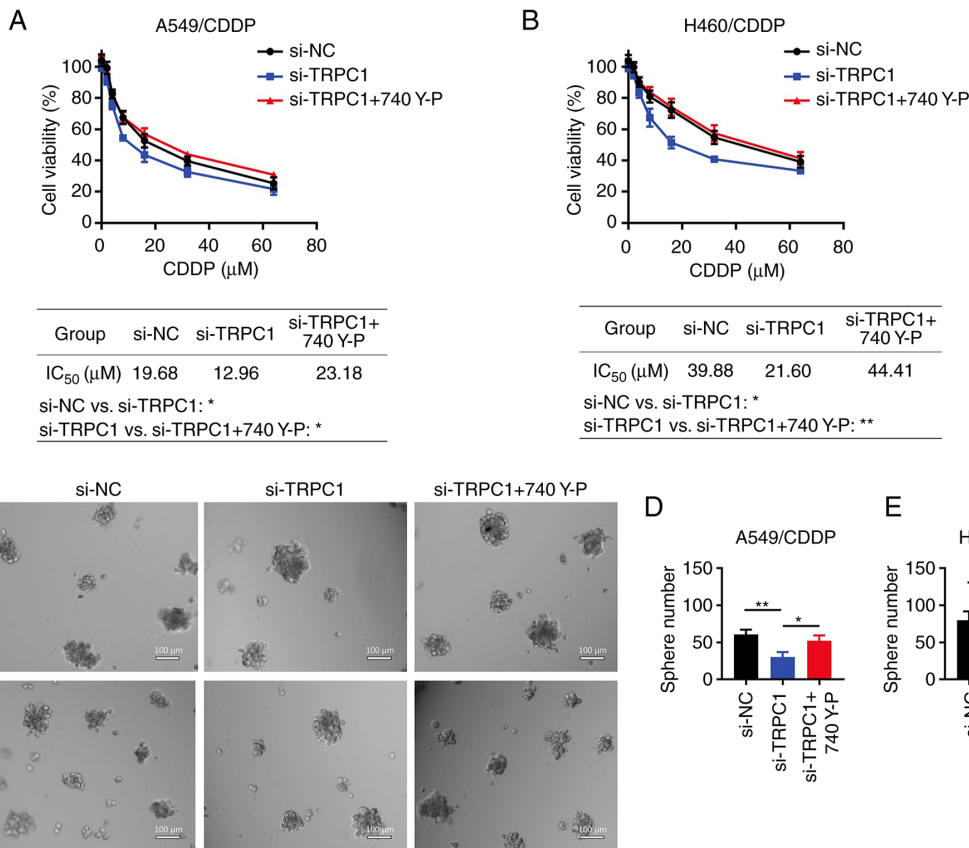 A
A549/CDDP
si-NC
si-TRPC1
si-TRPC1+740 Y-P
Cell viability (%)
100
80
60
40
20
0
0 20 40 60 80
CDDP (μM)
Group si-NC si-TRPC1 si-TRPC1+
740 Y-P
IC50 (μM) 19.68 12.96 23.18
si-NC vs. si-TRPC1: *
si-TRPC1 vs. si-TRPC1+740 Y-P: *
B
H460/CDDP
si-NC
si-TRPC1
si-TRPC1+740 Y-P
Cell viability (%)
100
80
60
40
20
0
0 20 40 60 80
CDDP (μM)
Group si-NC si-TRPC1 si-TRPC1+
740 Y-P
IC50 (μM) 39.88 21.60 44.41
si-NC vs. si-TRPC1: *
si-TRPC1 vs. si-TRPC1+740 Y-P: **
si-NC si-TRPC1 si-TRPC1+740 Y-P
100 μm 100 μm 100 μm
100 μm 100 μm 100 μm
D
A549/CDDP
Sphere number
150
100
50
0
**
*
si-NC
si-TRPC1
si-TRPC1+
740 Y-P
E
H
Sphere number
150
100
50
0
si-NC